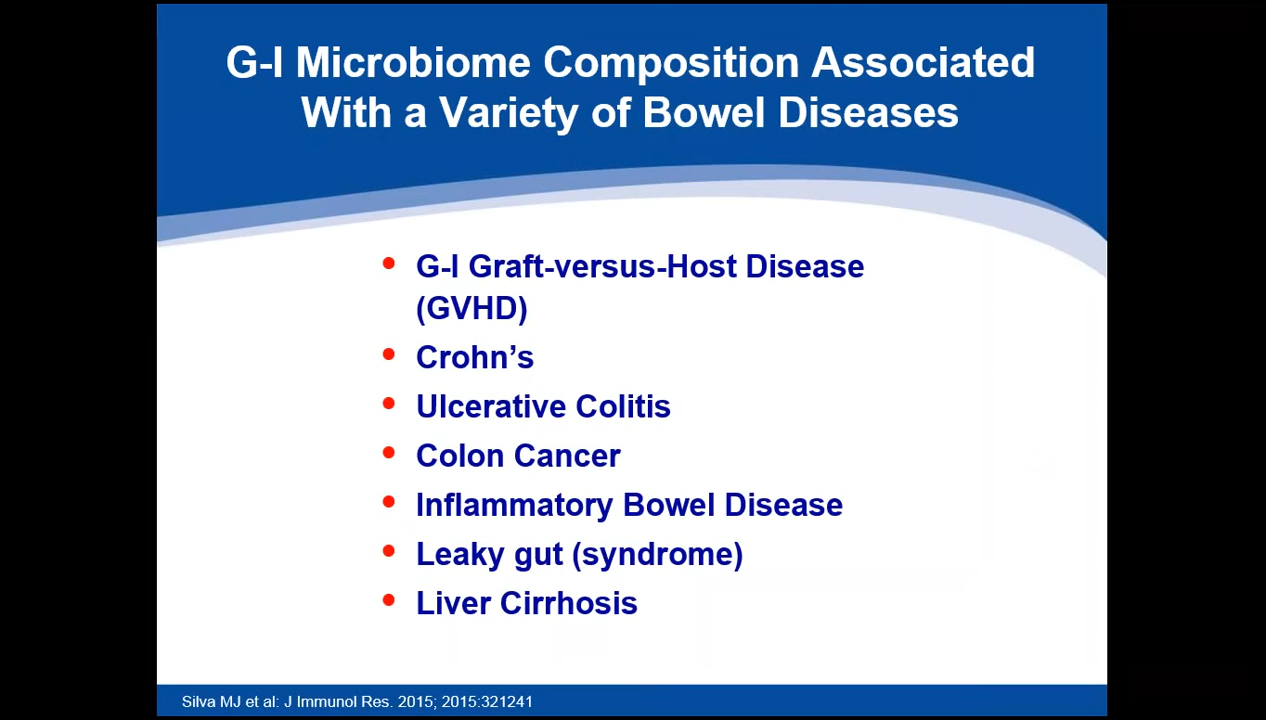 G-I Microbiome Composition Associated
With a Variety of Bowel Diseases
• G-I Graft-versus-Host Disease
(GVHD)
• Crohn’s
• Ulcerative Colitis
• Colon Cancer
• Inflammatory Bowel Disease
• Leaky gut (syndrome)
• Liver Cirrhosis
Silva MJ et al: J Immunol Res. 2015; 2015:321241